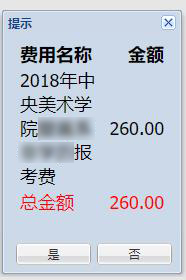 提示
费用名称 金额
2018年中
央美术学
院
260.00
报
考费
总金额 260.00
是 否